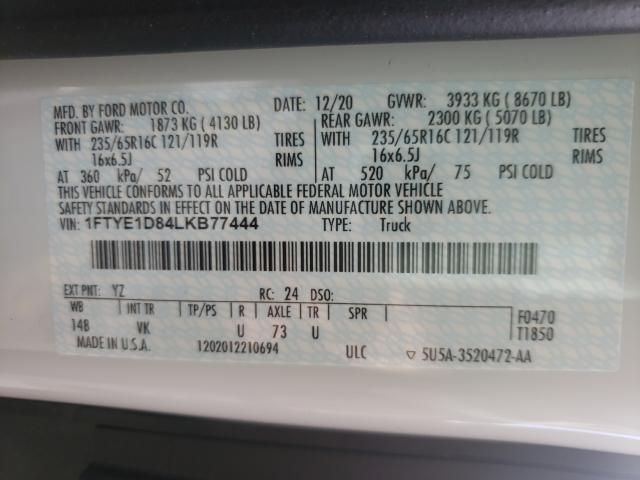 MFD. BY FORD MOTOR CO. DATE: 12/20 GVWR: 3933 KG ( 8670 LB)
FRONT GAWR: 1873 KG ( 4130 LB) REAR GAWR: 2300 KG ( 5070 LB)
WITH 235/65R16C 121/119R TIRES WITH 235/65R16C 121/119R TIRES
16x6.5J RIMS 16x6.5J RIMS
AT 360 kPa/ 52 PSI COLD AT 520 kPa/ 75 PSI COLD
THIS VEHICLE CONFORMS TO ALL APPLICABLE FEDERAL MOTOR VEHICLE
SAFETY STANDARDS IN EFFECT ON THE DATE OF MANUFACTURE SHOWN ABOVE.
VIN: 1FTYE1D84LKB77444 TYPE: Truck
EXT PNT: YZ RC: 24 DSO:
WB INT TR TP/PS R AXLE TR SPR F0470
148 VK U 73 U T1850
MADE IN U.S.A. 1202012210694 ULC ▽ 5U5A-3520472-AA